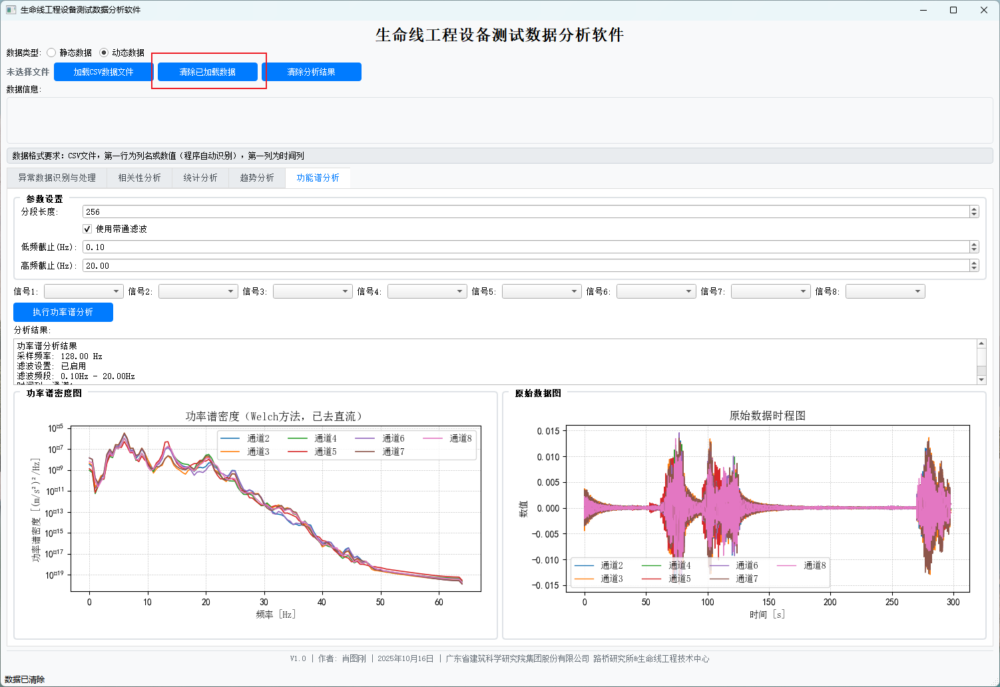 生命线工程设备测试数据分析软件
生命线工程设备测试数据分析软件
数据类型: 静态数据 动态数据
未选择文件 加载CSV数据文件 清除已加载数据 清除分析结果
数据信息:
数据格式要求: CSV文件, 第一行为列名或数值 (程序自动识别) , 第一列为时间列
异常数据识别与处理 相关性分析 统计分析 趋势分析 功能谱分析
参数设置
分段长度: 256
使用带通滤波
低频截止(Hz): 0.10
高频截止(Hz): 20.00
信号1: 信号2: 信号3: 信号4: 信号5: 信号6: 信号7: 信号8:
执行功率谱分析
分析结果:
功率谱分析结果
采样频率: 128.00 Hz
滤波设置: 已启用
滤波频段: 0.10Hz - 20.00Hz
功率谱密度图
功率谱密度 (Welch方法, 已去直流)
10¤5
10¤7
10¤9
10¤11
10¤13
10¤15
10¤17
10¤19
功率谱密度 [(m/s²)²/Hz]
通道2 通道4 通道6 通道8
通道3 通道5 通道7
0 10 20 30 40 50 60
频率 [Hz]
原始数据图
原始数据时程图
0.015
0.010
0.005
0.000
−0.005
−0.010
−0.015
数值
通道2 通道4 通道6 通道8
通道3 通道5 通道7
0 50 100 150 200 250 300
时间 [s]
V1.0 | 作者: 肖图刚 | 2025年10月16日 | 广东省建筑科学研究院集团股份有限公司 路桥研究所&生命线工程技术中心
数据已清除